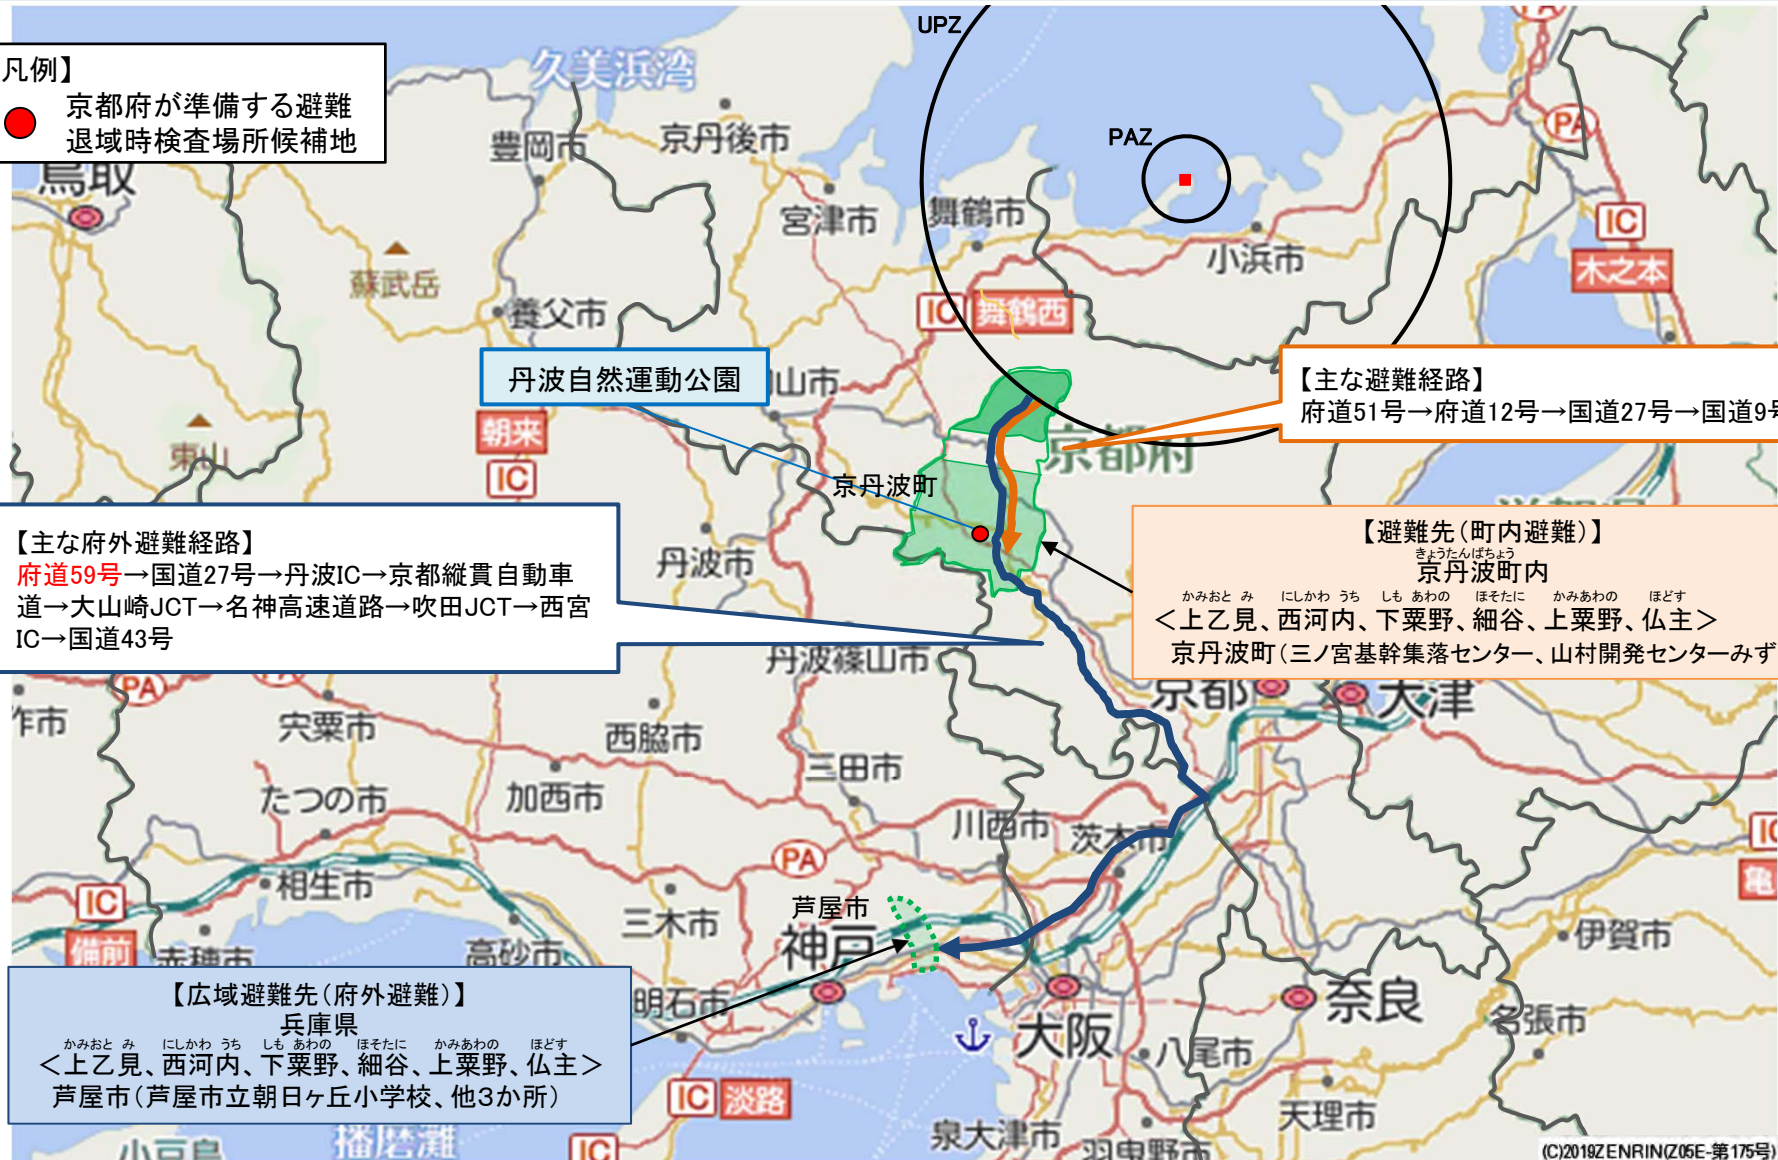 UPZ
久美浜湾
凡例】
京都府が準備する避難
退域時検査場所候補地
PA
PAZ
豊岡市
京丹後市
鳥取
宮津市
舞鶴市
小浜市
IC
木之本
蘇武岳
養父市
IC 舞鶴西
丹波自然運動公園
山市
【主な避難経路】
府道51号→府道12号→国道27号→国道9号
朝来
IC
東山
京都府
京丹波町
【主な府外避難経路】
府道59号→国道27号→丹波IC→京都縦貫自動車
道→大山崎JCT→名神高速道路→吹田JCT→西宮
IC→国道43号
丹波市
【避難先（町内避難）】
きょうたんばちょう
京丹波町内
かみおと み にしかわ うち しも あわの ほそたに かみあわの ほどす
＜上乙見、西河内、下粟野、細谷、上粟野、仏主＞
京丹波町（三ノ宮基幹集落センター、山村開発センターみず
丹波篠山市
PA
作市
宍粟市
西脇市
京都
大津
三田市
たつの市
加西市
川西市
茨木市
PA
IC
亀
相生市
IC
備前
赤穂市
高砂市
三木市
芦屋市
神戸
伊賀市
【広域避難先（府外避難）】
兵庫県
かみおと み にしかわ うち しも あわの ほそたに かみあわの ほどす
＜上乙見、西河内、下粟野、細谷、上粟野、仏主＞
芦屋市（芦屋市立朝日ヶ丘小学校、他３か所）
明石市
奈良
大阪
名張市
八尾市
IC 淡路
天理市
泉大津市
羽曳野市
小豆島
播磨灘
IC
(C)2019ZENRIN(Z05E-第175号)